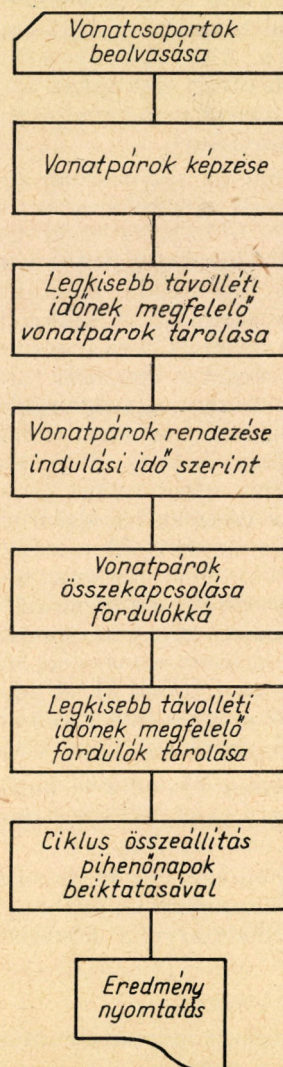 Vonatcsoportok
beolvasása
Vonatpárok képzése
Legkisebb távolléti
időnek megfelelő
vonatpárok tárolása
Vonatpárok rendezése
indulási idő szerint
Vonatpárok
összekapcsolása
fordulókká
Legkisebb távolléti
időnek megfelelő
fordulók tárolása
Ciklus összeállítás
pihenőnapok
beiktatásával
Eredmény
nyomtatás